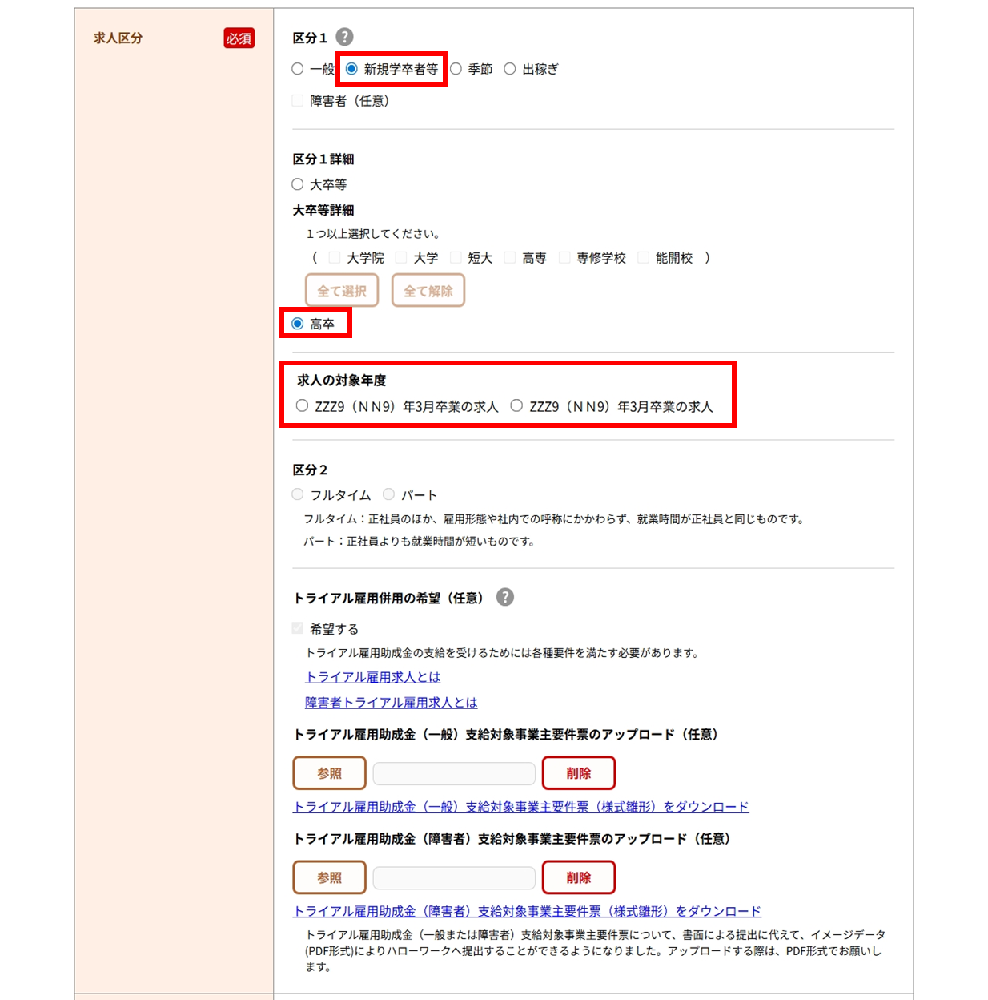 求人区分 必須
区分１ ?
一般 新規学卒者等 季節 出稼ぎ
障害者（任意）
区分１詳細
大卒等
大卒等詳細
１つ以上選択してください。
（ 大学院 大学 短大 高専 専修学校 能開校 ）
全て選択 全て解除
高卒
求人の対象年度
ZZZ9（ＮＮ9）年3月卒業の求人 ZZZ9（ＮＮ9）年3月卒業の求人
区分２
フルタイム パート
フルタイム：正社員のほか、雇用形態や社内での呼称にかかわらず、就業時間が正社員と同じものです。
パート：正社員よりも就業時間が短いものです。
トライアル雇用併用の希望（任意） ?
希望する
トライアル雇用助成金の支給を受けるためには各種要件を満たす必要があります。
トライアル雇用求人とは
障害者トライアル雇用求人とは
トライアル雇用助成金（一般）支給対象事業主要件票のアップロード（任意）
参照 削除
トライアル雇用助成金（一般）支給対象事業主要件票（様式雛形）をダウンロード
トライアル雇用助成金（障害者）支給対象事業主要件票のアップロード（任意）
参照 削除
トライアル雇用助成金（障害者）支給対象事業主要件票（様式雛形）をダウンロード
トライアル雇用助成金（一般または障害者）支給対象事業主要件票について、書面による提出に代えて、イメージデータ
(PDF形式)によりハローワークへ提出することができるようになりました。アップロードする際は、PDF形式でお願いし
ます。